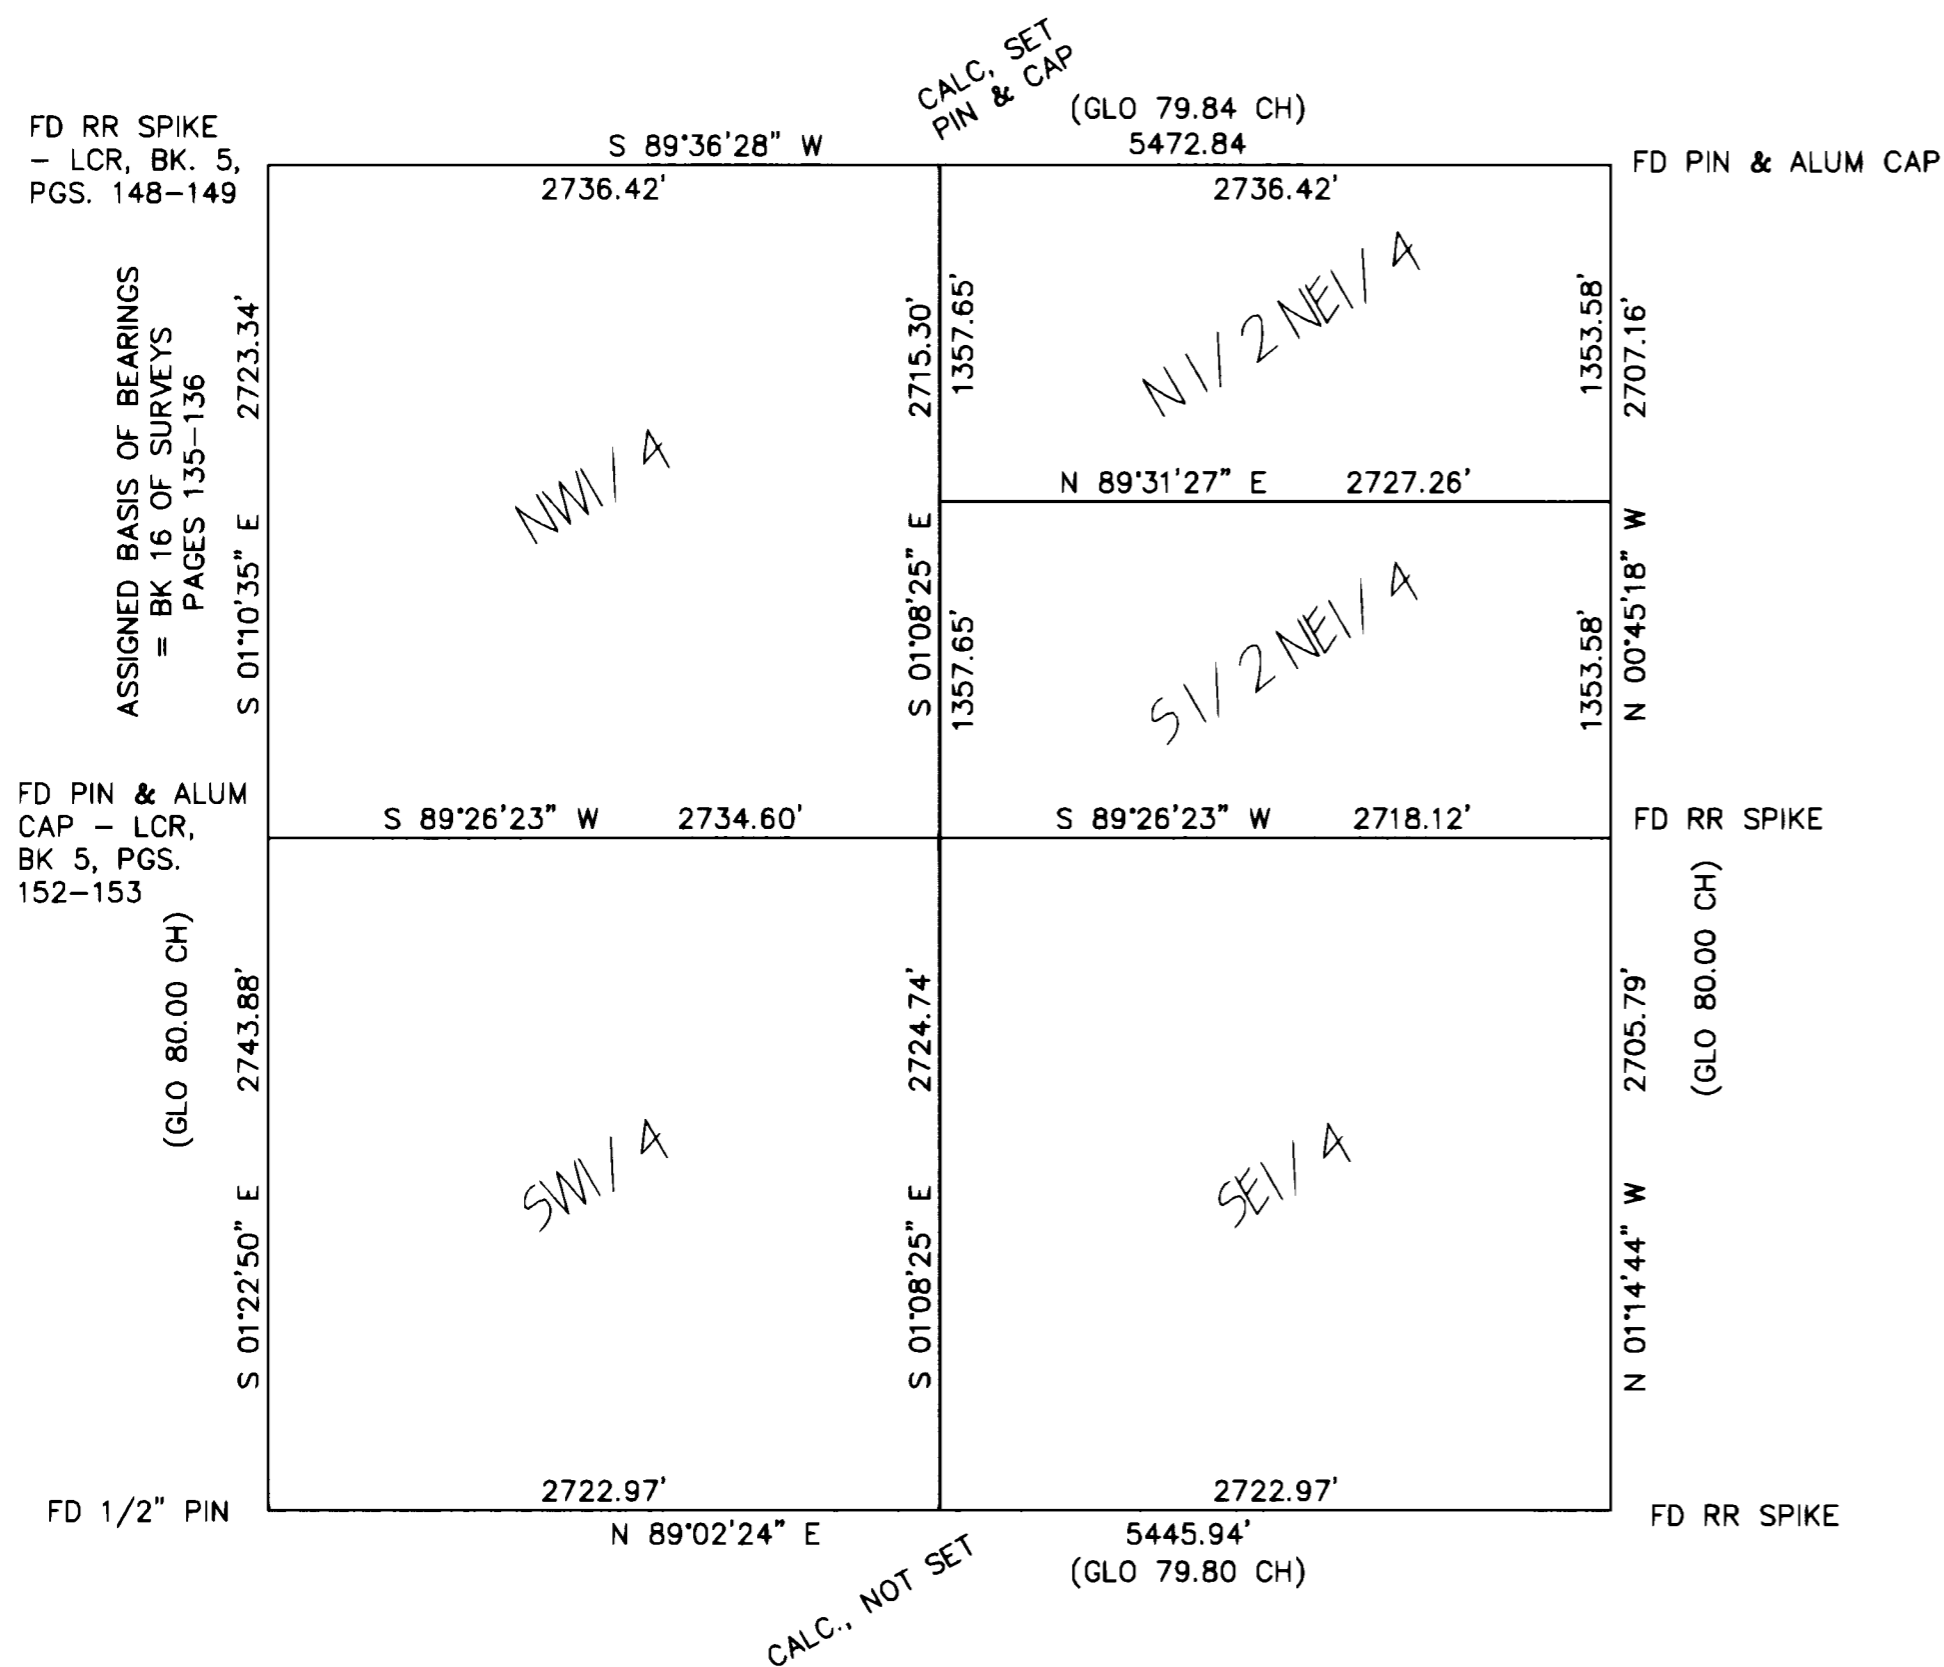 CALC, SET
PIN & CAP
(GLO 79.84 CH)
5472.84
S 89°36'28" W
FD RR SPIKE
– LCR, BK. 5,
PGS. 148–149
FD PIN & ALUM CAP
2736.42'
2736.42'
ASSIGNED BASIS OF BEARINGS
= BK 16 OF SURVEYS
PAGES 135–136
S 01°10'35" E 2723.34'
NW1/4
S 01°08'25" E 2715.30'
1357.65'
N1/2NE1/4
1353.58'
N 00°45'18" W 2707.16'
N 89°31'27" E 2727.26'
1357.65'
S1/2NE1/4
1353.58'
FD PIN & ALUM
CAP – LCR,
BK 5, PGS.
152–153
S 89°26'23" W 2734.60'
S 89°26'23" W 2718.12'
FD RR SPIKE
(GLO 80.00 CH)
S 01°22'50" E 2743.88'
SW1/4
S 01°08'25" E 2724.74'
SE1/4
N 01°14'44" W 2705.79'
(GLO 80.00 CH)
2722.97'
2722.97'
FD 1/2" PIN
FD RR SPIKE
N 89°02'24" E
5445.94'
(GLO 79.80 CH)
CALC., NOT SET